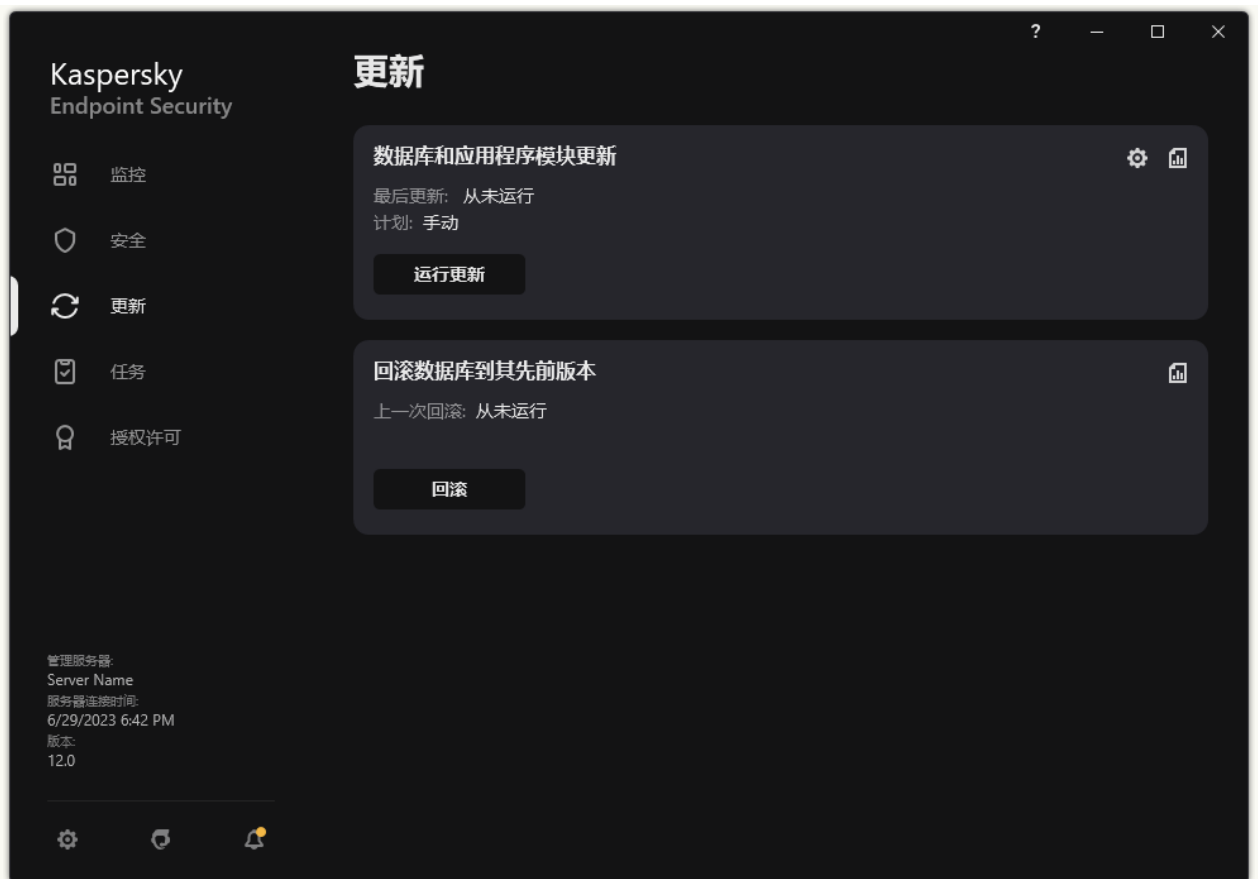 ?
Kaspersky
Endpoint Security
监控
安全
更新
任务
授权许可
管理服务器:
Server Name
服务器连接时间:
6/29/2023 6:42 PM
版本:
12.0
更新
数据库和应用程序模块更新
最后更新: 从未运行
计划: 手动
运行更新
回滚数据库到其先前版本
上一次回滚: 从未运行
回滚